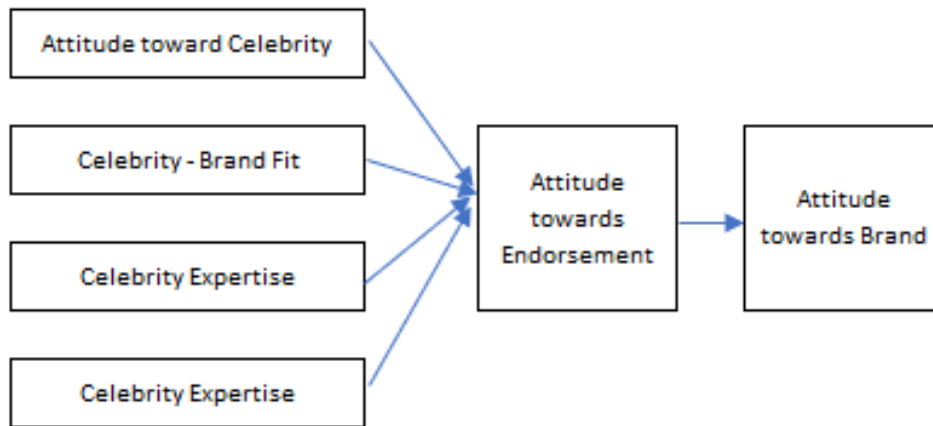 Attitude toward Celebrity
Celebrity - Brand Fit
Celebrity Expertise
Celebrity Expertise
Attitude
towards
Endorsement
Attitude
towards Brand